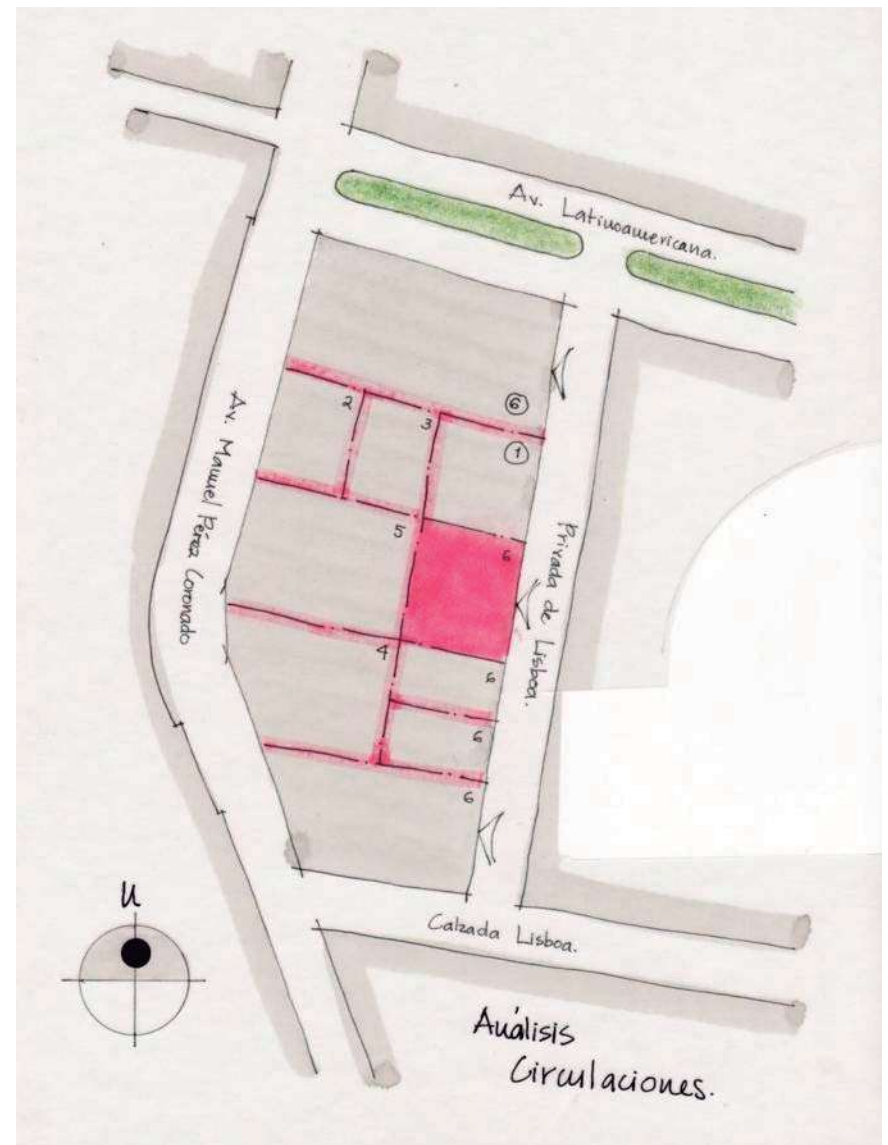 Av. Latinoamericana.
⑥
2
3
①
Av. Manuel Pérez Coronado
5
6
Privada de Lisboa.
4
6
6
6
N
Calzada Lisboa.
Análisis
Circulaciones.